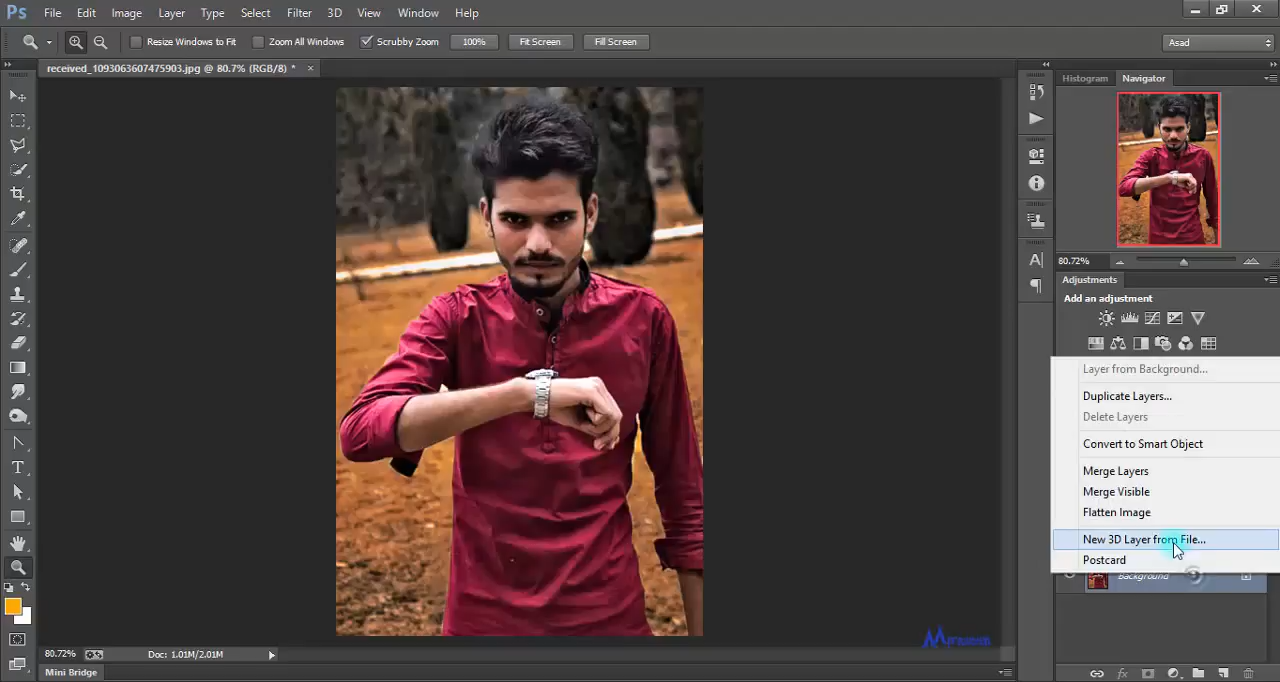 Ps File Edit Image Layer Type Select Filter 3D View Window Help
Resize Windows to Fit Zoom All Windows Scrubby Zoom 100% Fit Screen Fill Screen Asad
received_1093063607475903.jpg @ 80.7% (RGB/8) *
Histogram Navigator
80.72%
Adjustments
Add an adjustment
Layer from Background...
Duplicate Layers...
Delete Layers
Convert to Smart Object
Merge Layers
Merge Visible
Flatten Image
New 3D Layer from File...
Postcard
Background
80.72% Doc: 1.01M/2.01M
Mini Bridge